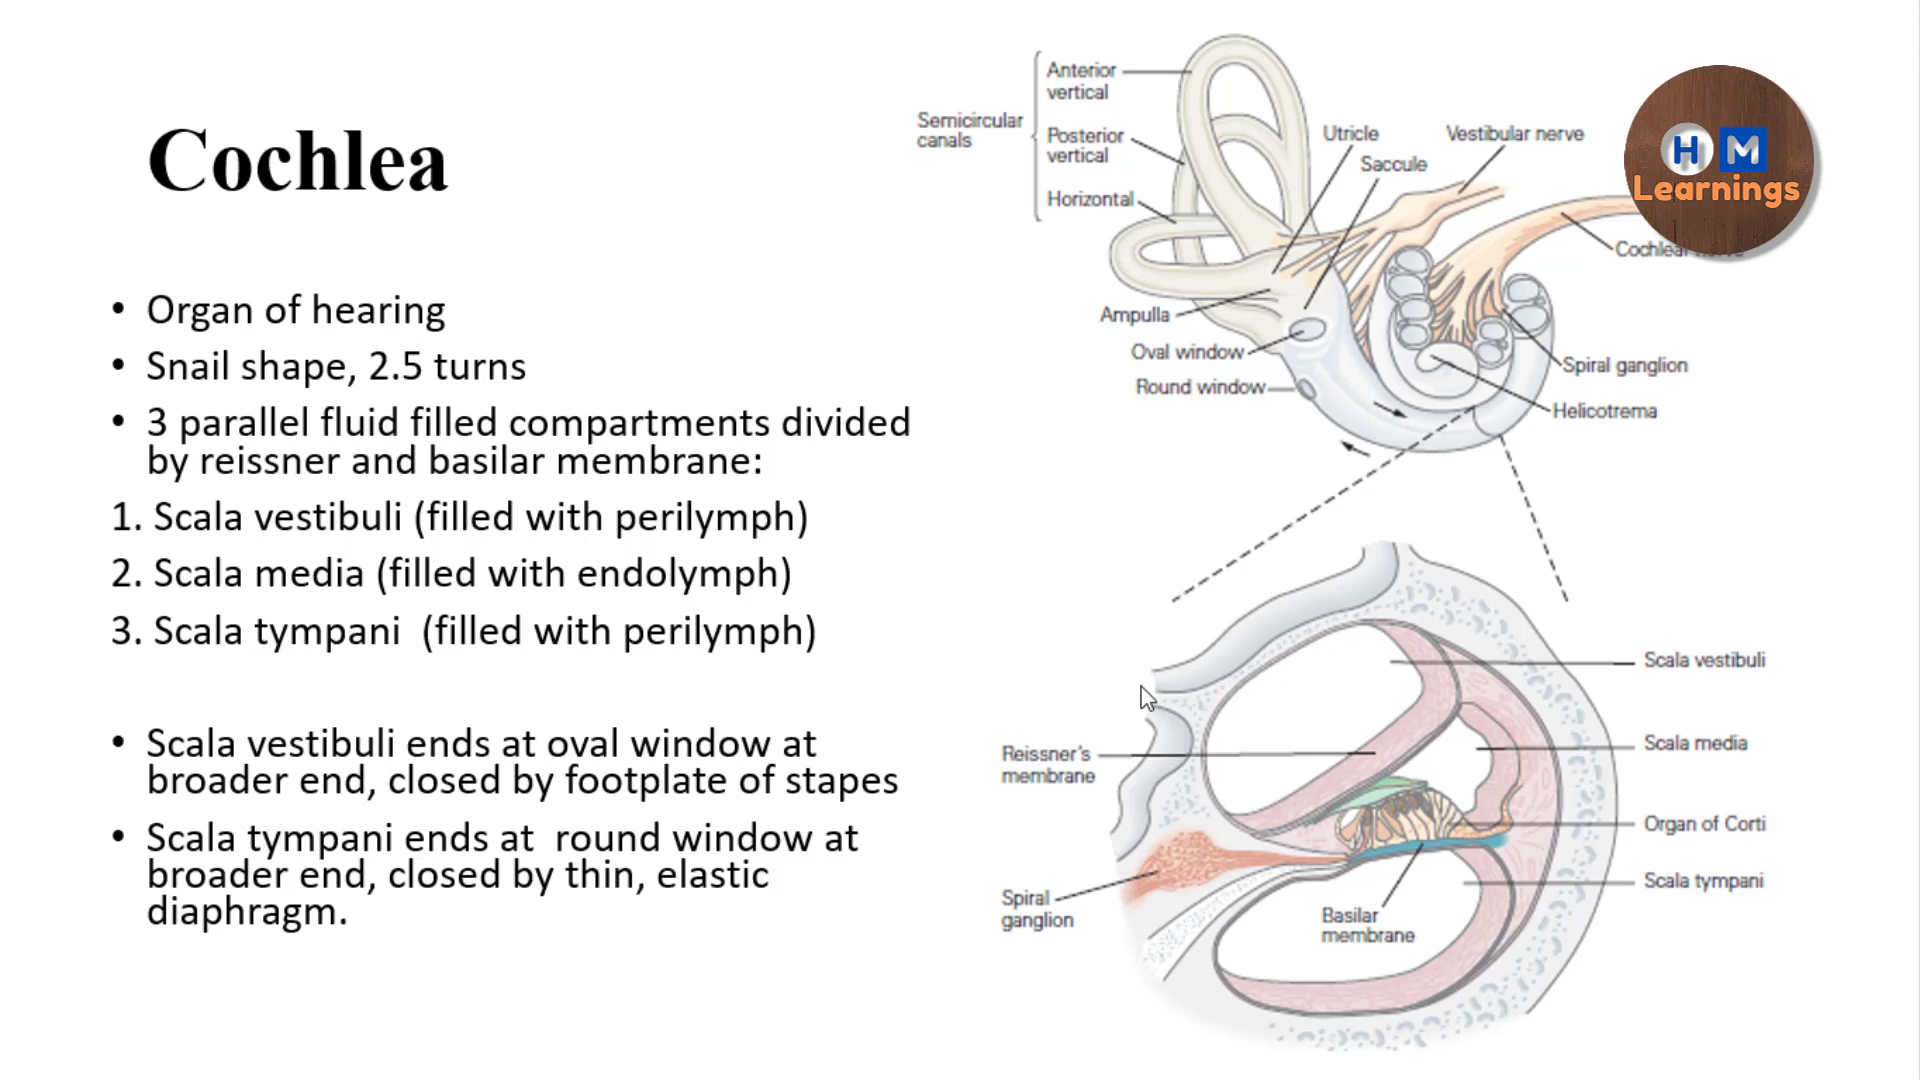 Cochlea
• Organ of hearing
• Snail shape, 2.5 turns
• 3 parallel fluid filled compartments divided
by reissner and basilar membrane:
1. Scala vestibuli (filled with perilymph)
2. Scala media (filled with endolymph)
3. Scala tympani (filled with perilymph)
• Scala vestibuli ends at oval window at
broader end, closed by footplate of stapes
• Scala tympani ends at round window at
broader end, closed by thin, elastic
diaphragm.
Semicircular
canals
Anterior
vertical
Posterior
vertical
Horizontal
Utricle
Saccule
Vestibular nerve
H M
Learnings
Ampulla
Oval window
Round window
Spiral ganglion
Helicotrema
Scala vestibuli
Scala media
Organ of Corti
Scala tympani
Reissner's
membrane
Spiral
ganglion
Basilar
membrane